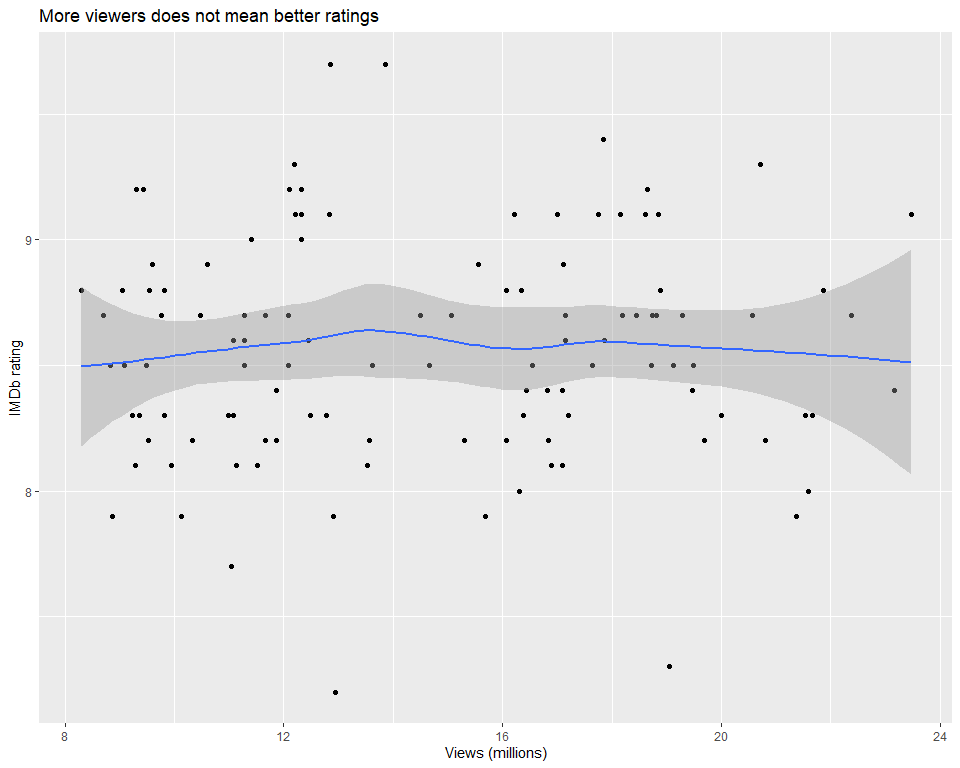 More viewers does not mean better ratings
9
8
IMDb rating
8 12 16 20 24
Views (millions)